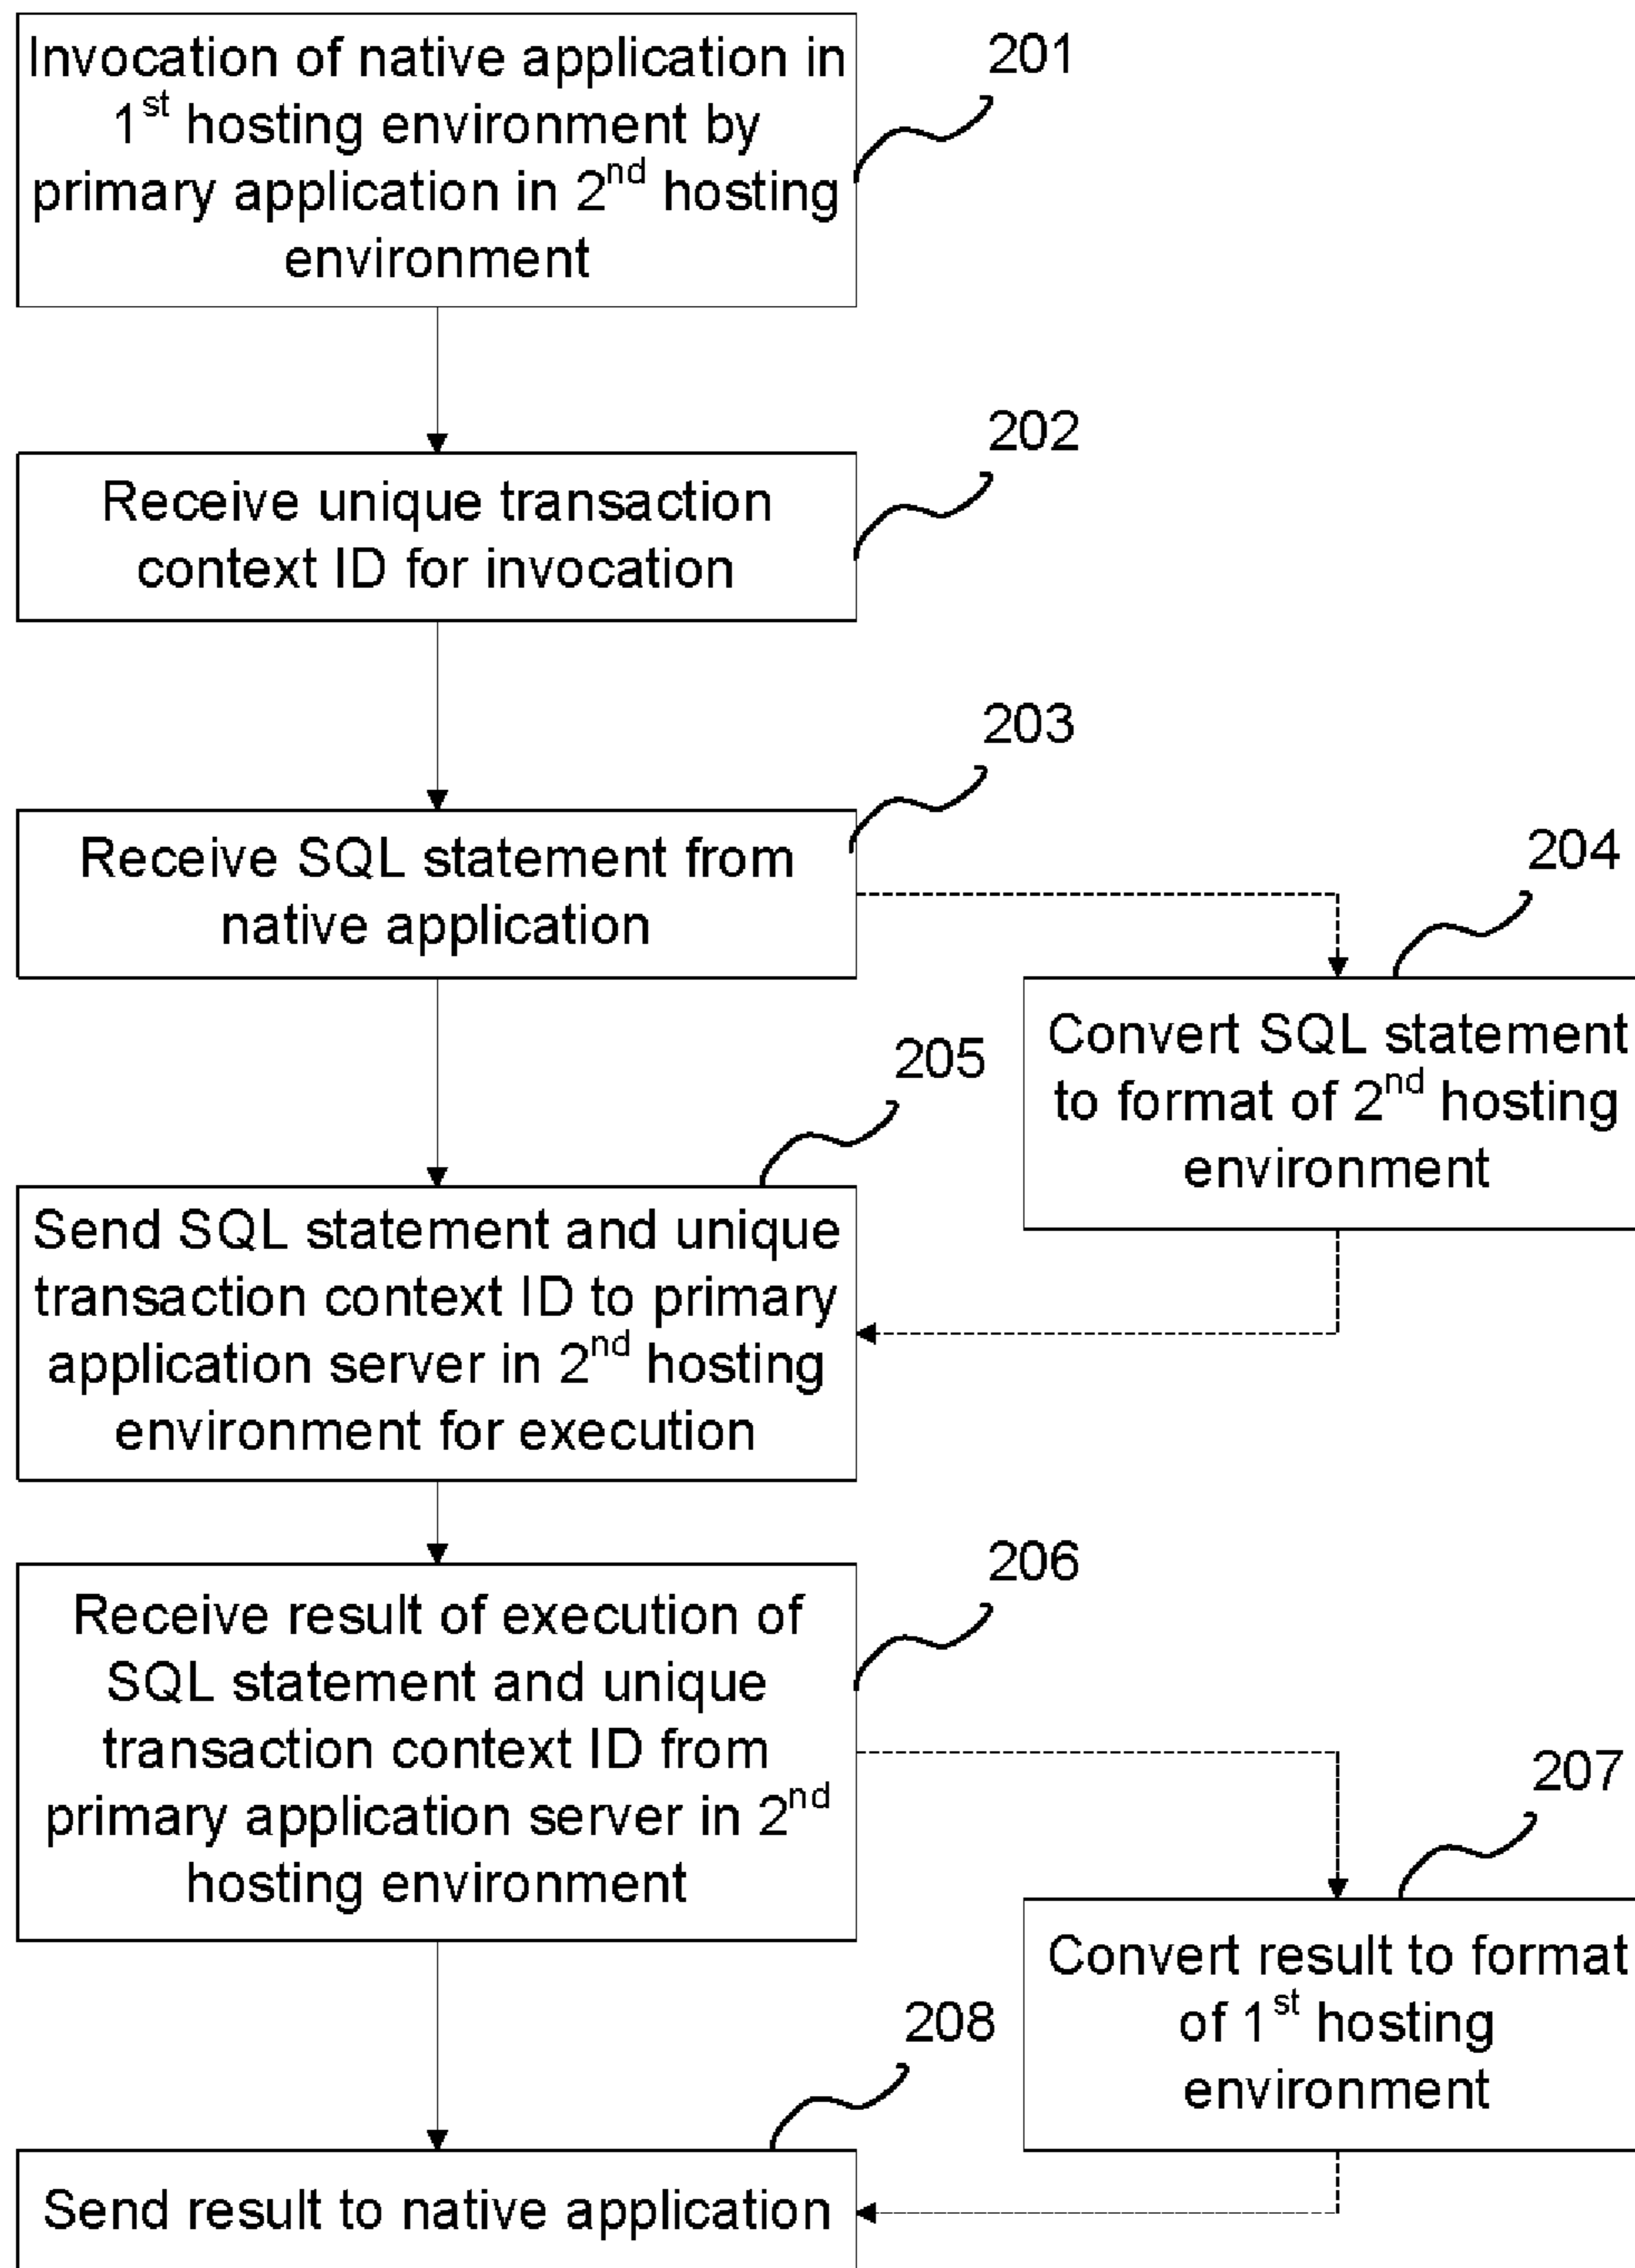 Invocation of native application in
1st hosting environment by
primary application in 2nd hosting
environment
201
Receive unique transaction
context ID for invocation
202
Receive SQL statement from
native application
203
Convert SQL statement
to format of 2nd hosting
environment
204
Send SQL statement and unique
transaction context ID to primary
application server in 2nd hosting
environment for execution
205
Receive result of execution of
SQL statement and unique
transaction context ID from
primary application server in 2nd
hosting environment
206
Convert result to format
of 1st hosting
environment
207
Send result to native application
208